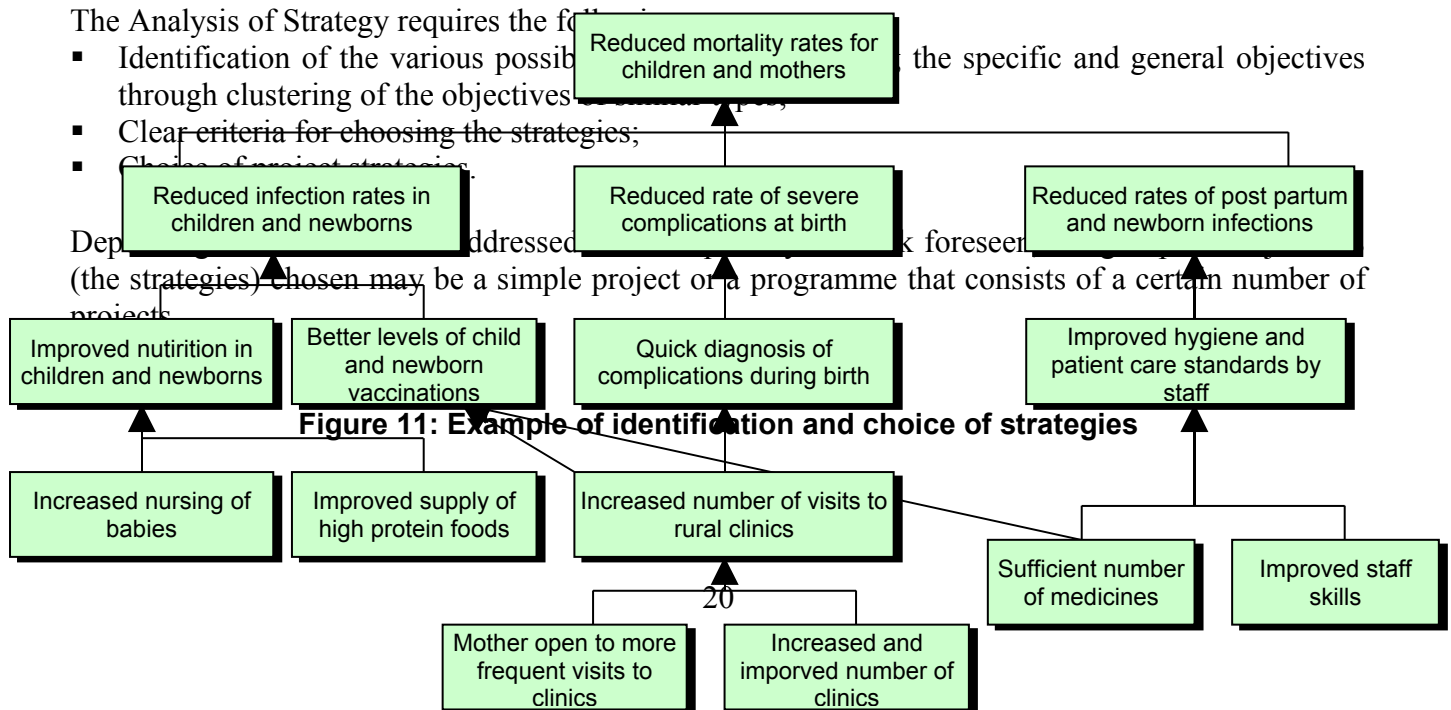 The Analysis of Strategy requires the
▪ Identification of the various the specific and general objectives
through clustering of the objectives
▪ Clear criteria for choosing the strategies;
▪ Choice of project strategies.
Reduced mortality rates for
children and mothers
Reduced infection rates in
children and newborns
Reduced rate of severe
complications at birth
Reduced rates of post partum
and newborn infections
foreseen
(the strategies) chosen may be a simple project or a programme that consists of a certain number of
projects
Improved nutirition in
children and newborns
Better levels of child
and newborn
vaccinations
Quick diagnosis of
complications during birth
Improved hygiene and
patient care standards by
staff
Figure 11: Example of identification and choice of strategies
Increased nursing of
babies
Improved supply of
high protein foods
Increased number of visits to
rural clinics
Sufficient number
of medicines
Improved staff
skills
20
Mother open to more
frequent visits to
clinics
Increased and
imporved number of
clinics